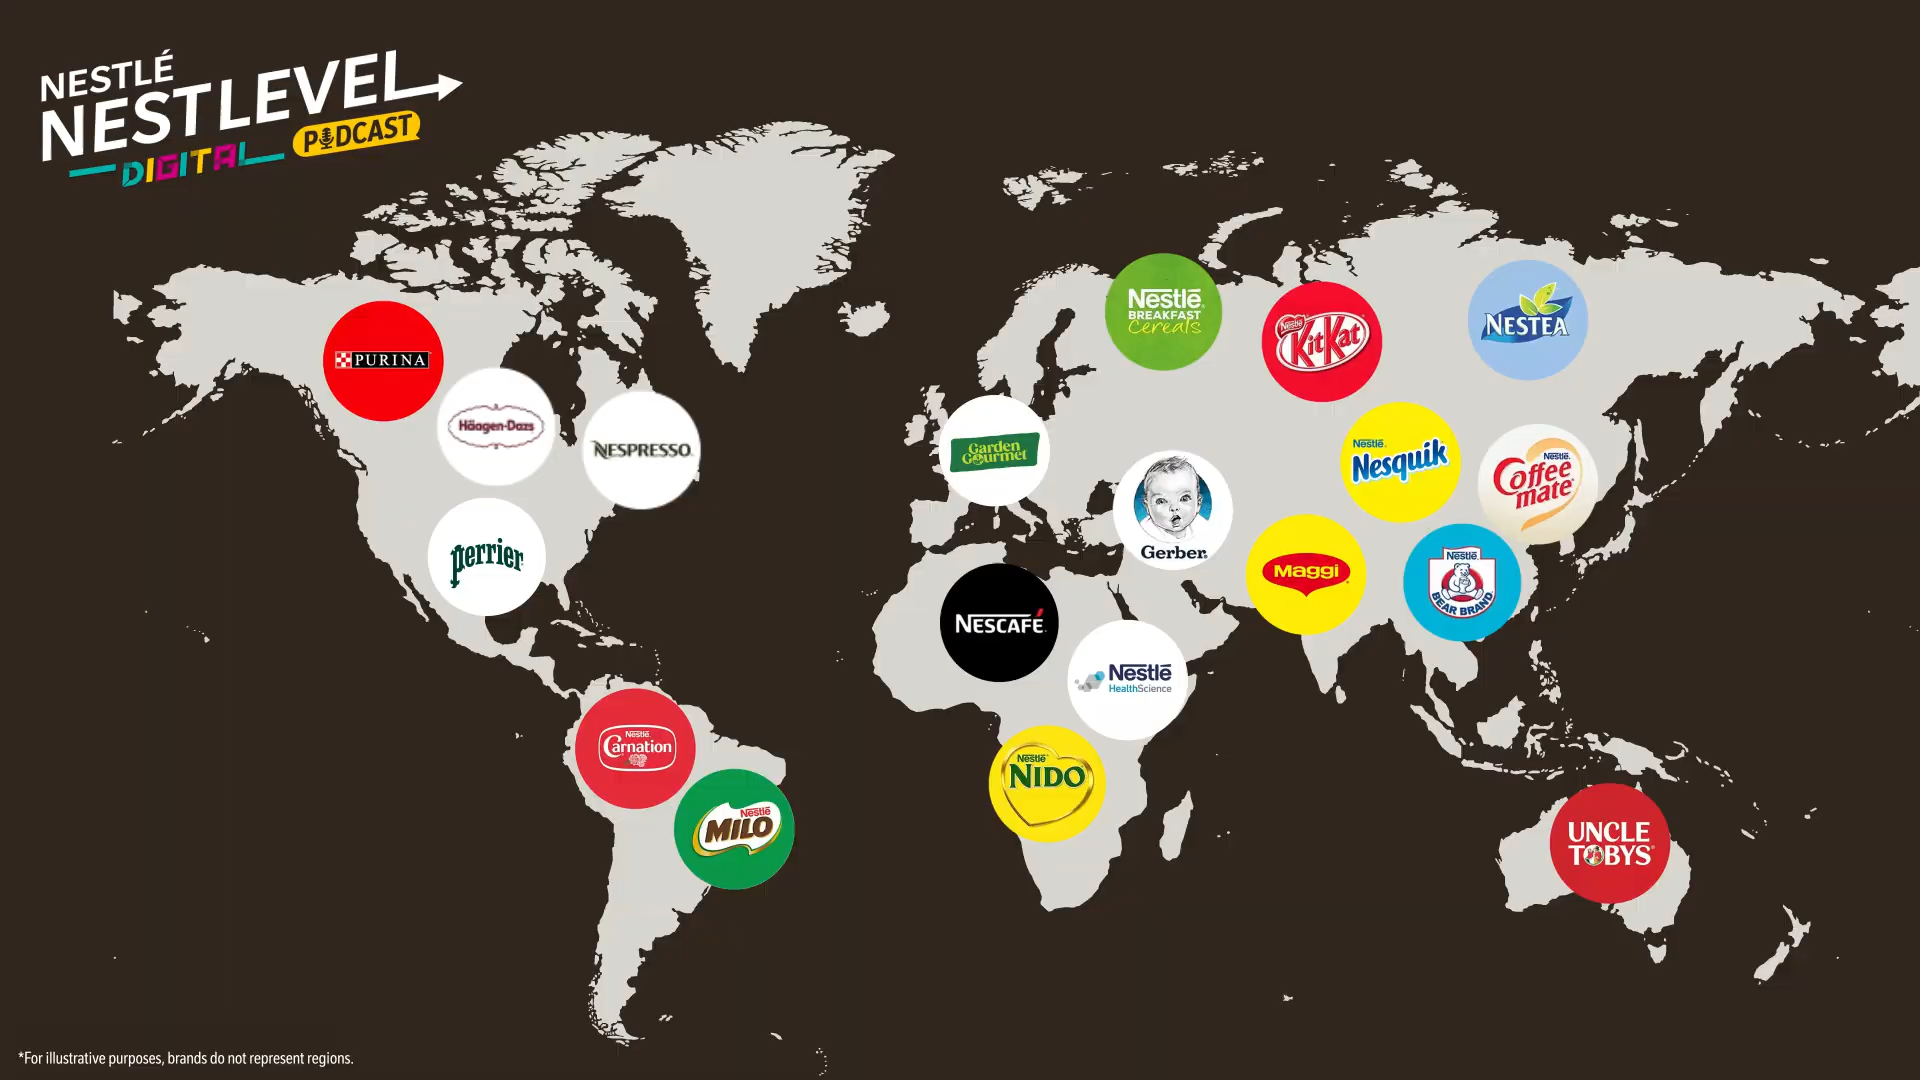 NESTLÉ
NESTLEVEL
DIGITAL PODCAST
Nestlé
BREAKFAST
Cereals
Nestlé
KitKat
NESTEA
PURINA
Häagen-Dazs
NESPRESSO
Garden
Gourmet
Nestlé
Nesquik
Nestlé
Coffee
mate
Gerber
perrier
Maggi
Nestlé
BEAR BRAND
NESCAFÉ
Nestlé
HealthScience
Nestlé
Carnation
Nestlé
NIDO
Nestlé
MILO
UNCLE
TOBYS
*For illustrative purposes, brands do not represent regions.